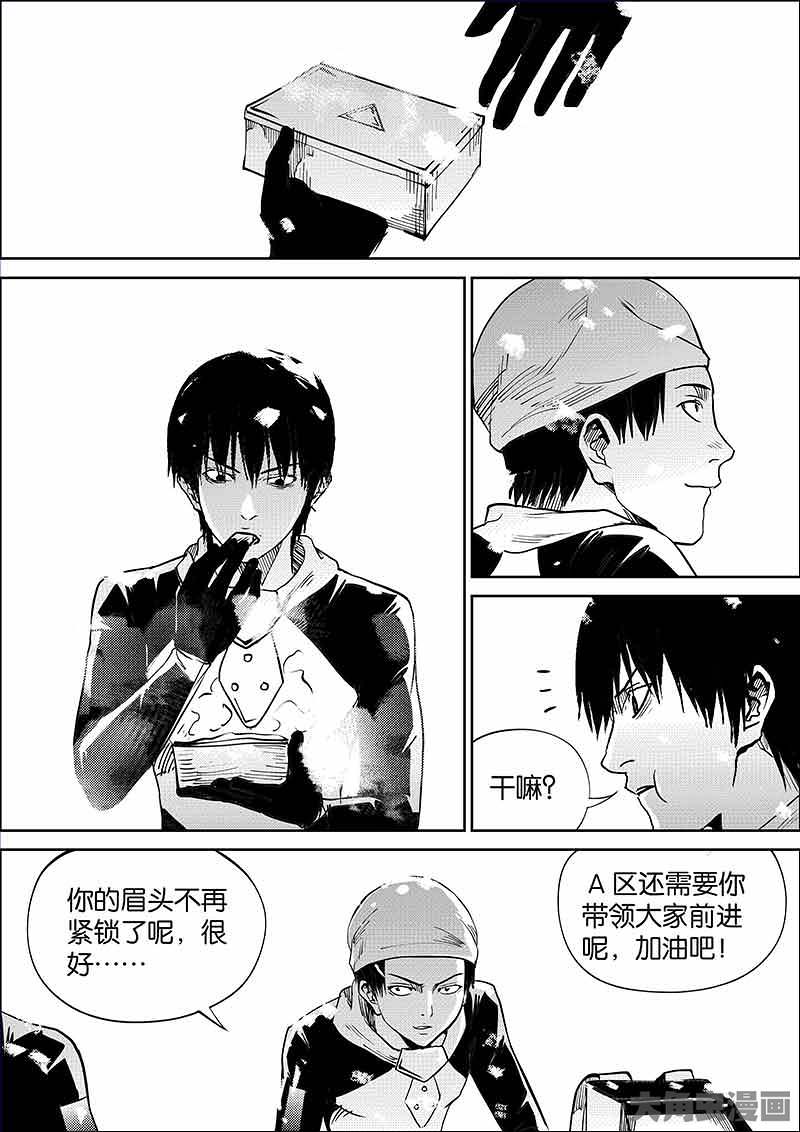 干嘛？
你的眉头不再
紧锁了呢，很
好……
A区还需要你
带领大家前进
呢，加油吧！
大角虫漫画